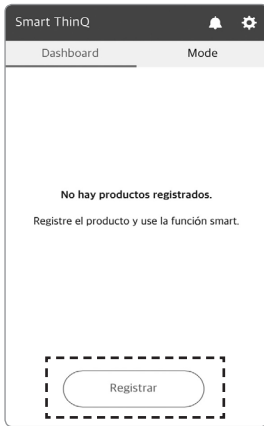 Smart ThinQ
Dashboard Mode
No hay productos registrados.
Registre el producto y use la función smart.
Registrar